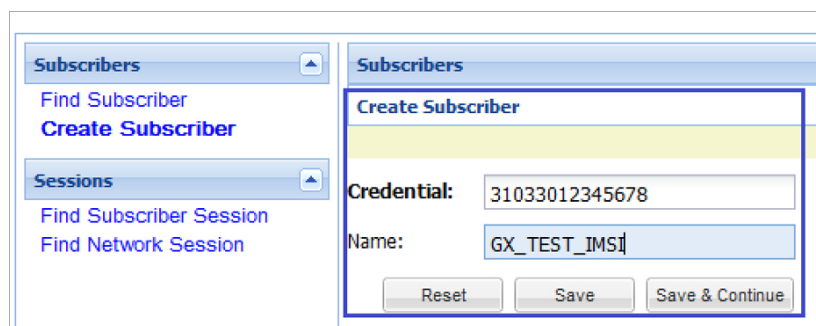 Subscribers
Find Subscriber
Create Subscriber
Sessions
Find Subscriber Session
Find Network Session
Subscribers
Create Subscriber
Credential: 31033012345678
Name: GX_TEST_IMSI
Reset Save Save & Continue